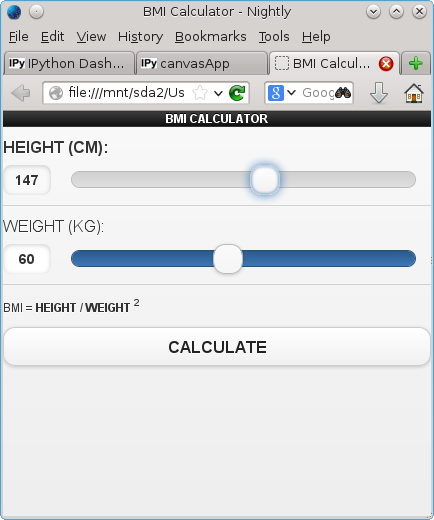 BMI Calculator - Nightly
File Edit View History Bookmarks Tools Help
IPy IPython Dash... IPy canvasApp BMI Calcul...
file:///mnt/sda2/Us 8 Goog
BMI CALCULATOR
HEIGHT (CM):
147
WEIGHT (KG):
60
BMI = HEIGHT / WEIGHT 2
CALCULATE